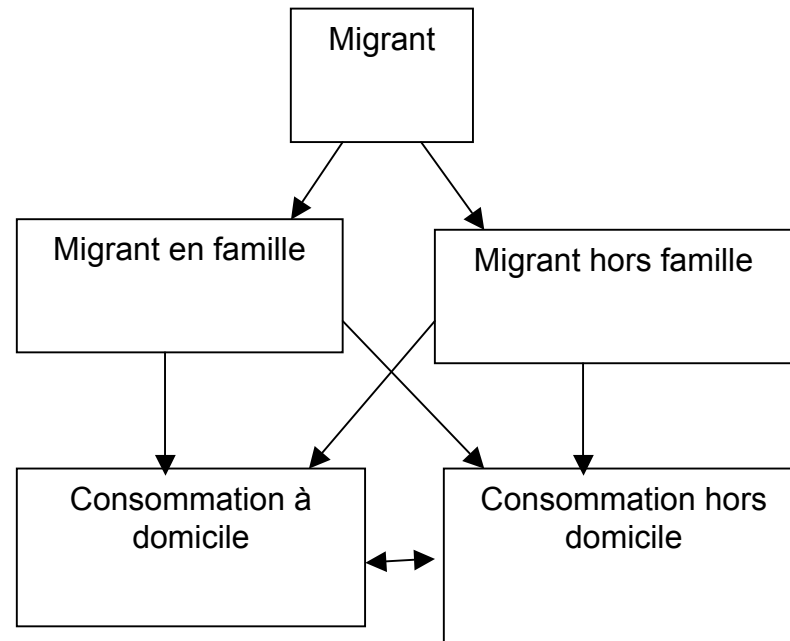 Migrant
Migrant en famille
Migrant hors famille
Consommation à
domicile
Consommation hors
domicile